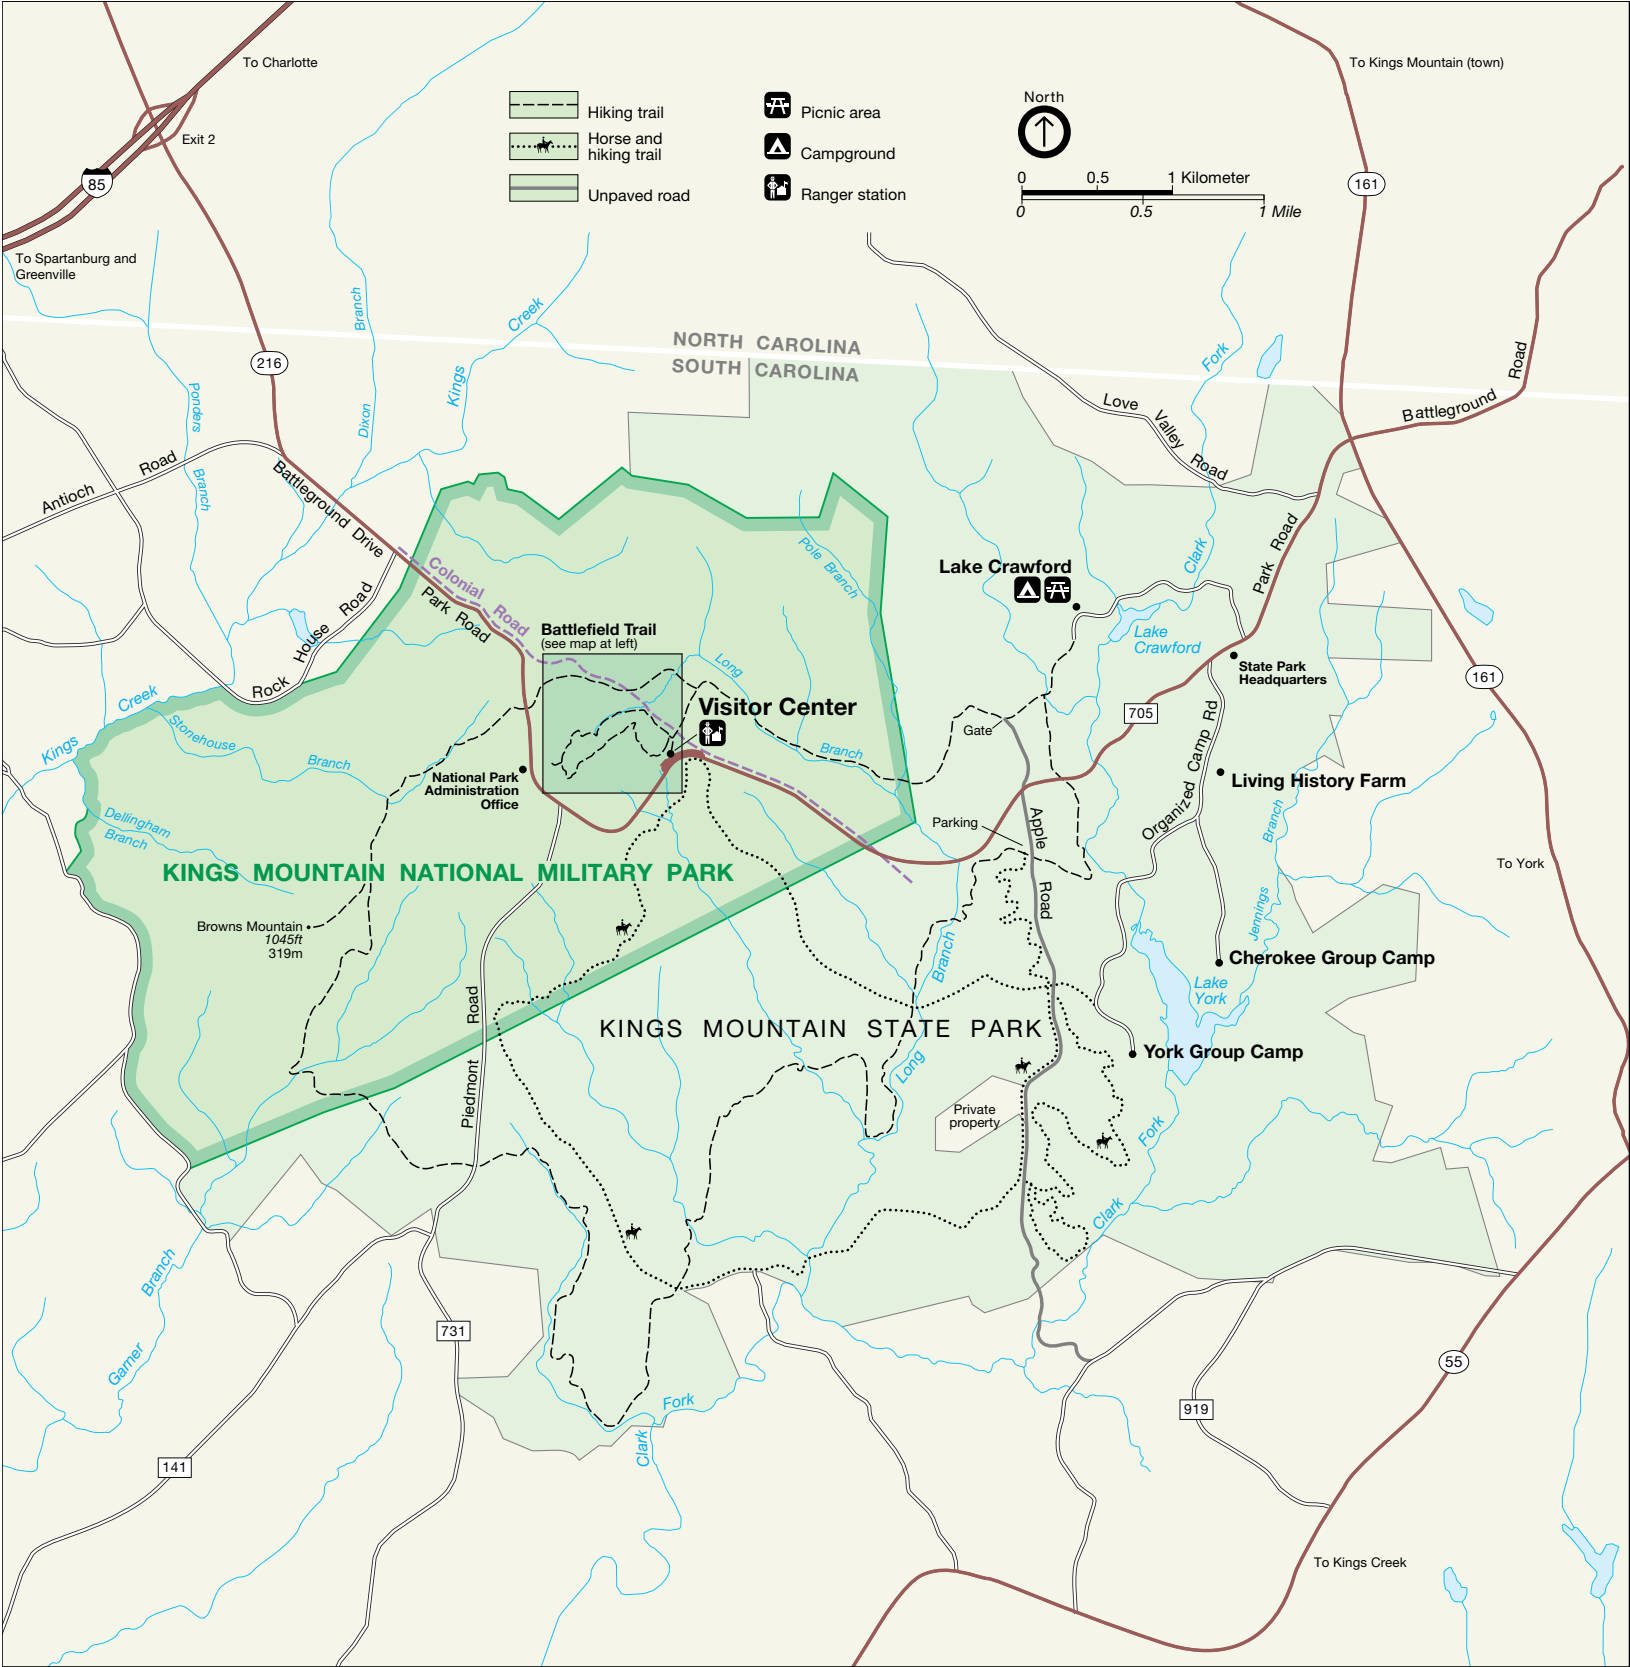 To Charlotte
To Kings Mountain (town)
Exit 2
85
Hiking trail
Horse and
hiking trail
Unpaved road
Picnic area
Campground
Ranger station
North
0 0.5 1 Kilometer
0 0.5 1 Mile
161
To Spartanburg and
Greenville
216
Ponders
Branch
Branch
Dixon
Creek
Kings
NORTH CAROLINA
SOUTH CAROLINA
Fork
Clark
Love
Valley
Road
Battleground
Road
Antioch
Road
Battleground Drive
Colonial Road
Park Road
Rock
House
Road
Pole Branch
Lake Crawford
Lake
Crawford
Park Road
State Park
Headquarters
161
Battlefield Trail
(see map at left)
Long
Branch
Visitor Center
Kings
Creek
Stonehouse
Branch
National Park
Administration
Office
Dellingham
Branch
Gate
705
Organized Camp Rd
Living History Farm
Parking
Apple
Road
To York
KINGS MOUNTAIN NATIONAL MILITARY PARK
Browns Mountain
1045ft
319m
Jennings
Branch
Cherokee Group Camp
Lake
York
Branch
Long
KINGS MOUNTAIN STATE PARK
York Group Camp
Piedmont
Road
Private
property
Fork
Clark
Garner
Branch
731
141
Fork
Clark
55
919
To Kings Creek